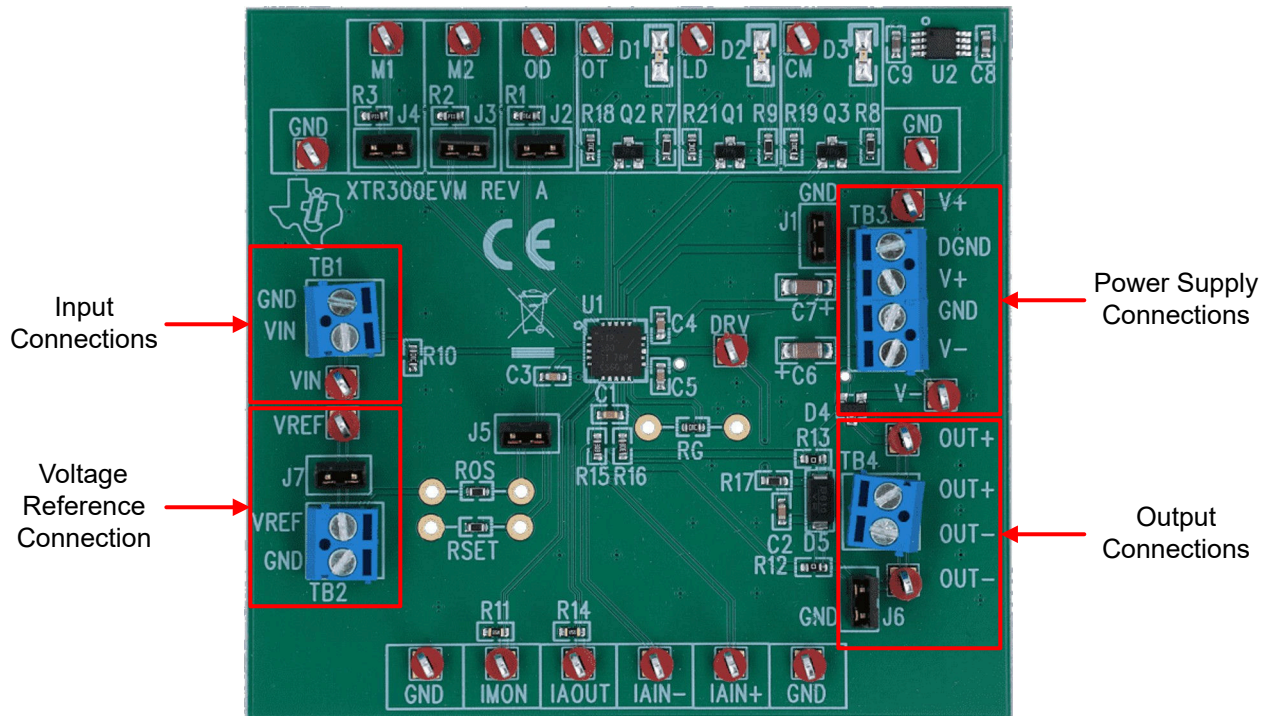 M1
M2
OD
OT
D1
LD
D2
CM
D3
C9
U2
C8
R3
J4
R2
J3
R1
J2
R18
Q2
R7
R21
Q1
R9
R19
Q3
R8
GND
GND
XTR300EVM REV A
GND
J1
TB3
V+
DGND
V+
GND
V-
V-
Power Supply
Connections
CE
TB1
GND
VIN
VIN
Input
Connections
R10
U1
C4
C3
C5
C1
DRV
C7+
+C6
D4
VREF
J7
VREF
GND
TB2
Voltage
Reference
Connection
J5
ROS
RSET
R15
R16
RG
R13
R17
C2
D5
R12
OUT+
TB4
OUT+
OUT-
OUT-
GND
J6
Output
Connections
R11
R14
GND
IMON
IAOUT
IAIN-
IAIN+
GND